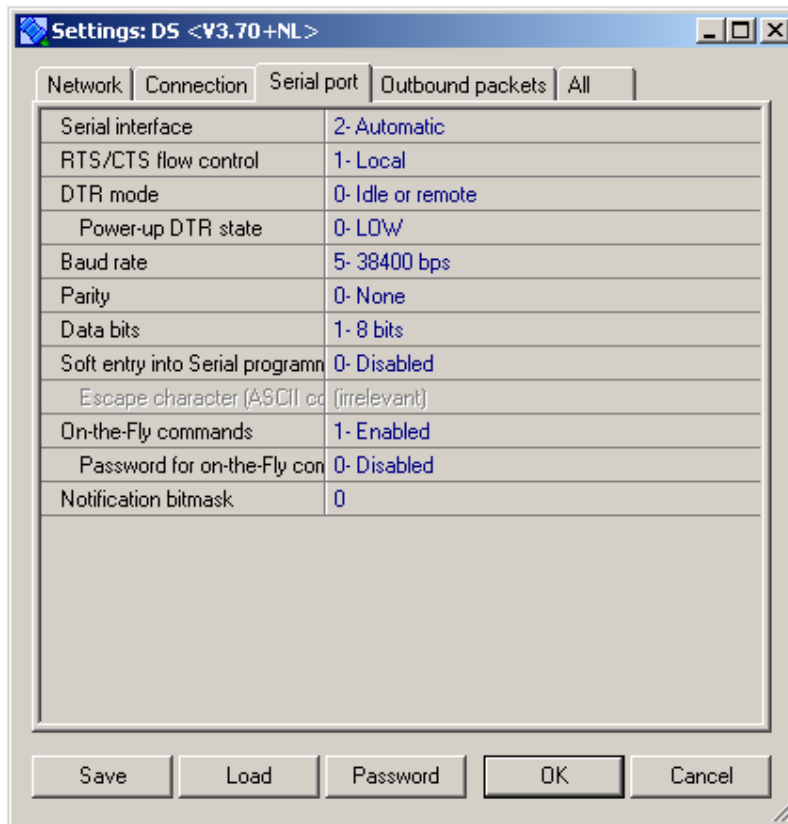 Settings: DS <V3.70+NL>
Network Connection Serial port Outbound packets All
Serial interface 2- Automatic
RTS/CTS flow control 1- Local
DTR mode 0- Idle or remote
Power-up DTR state 0- LOW
Baud rate 5- 38400 bps
Parity 0- None
Data bits 1- 8 bits
Soft entry into Serial programn 0- Disabled
Escape character (ASCII co (irrelevant)
On-the-Fly commands 1- Enabled
Password for on-the-Fly con 0- Disabled
Notification bitmask 0
Save Load Password OK Cancel